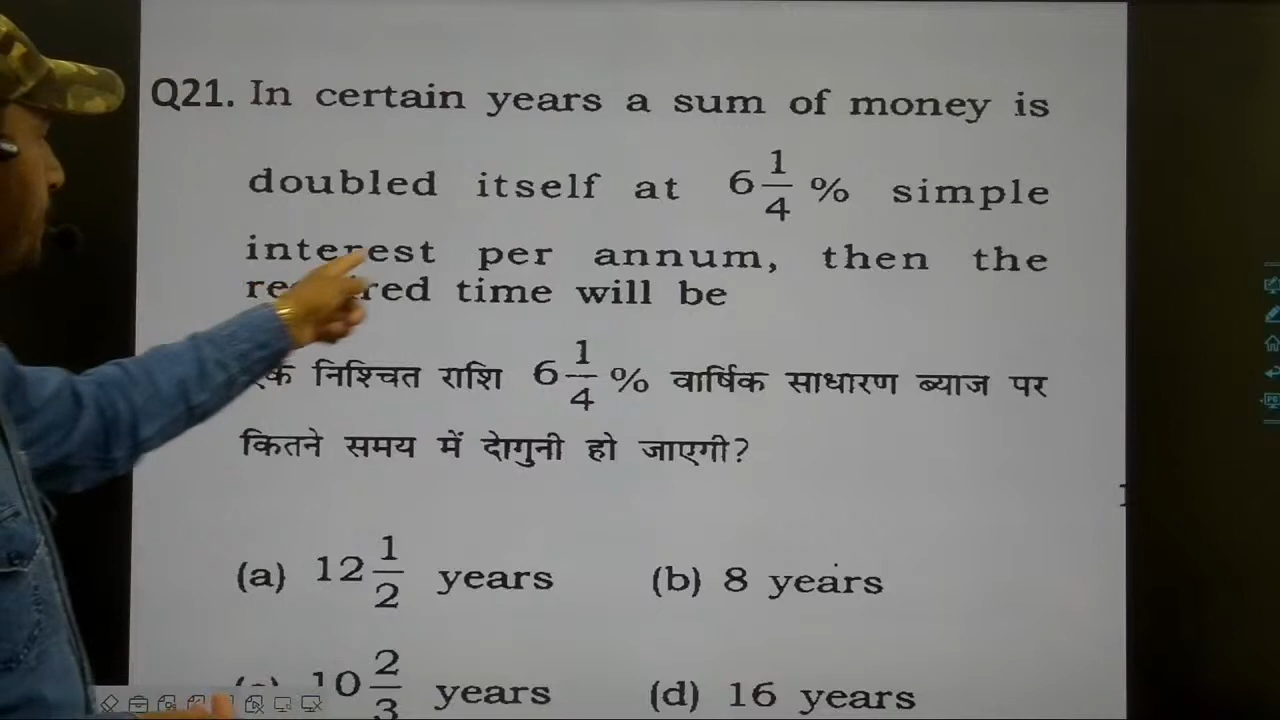 Q21. In certain years a sum of money is
doubled itself at 6 1/4 % simple
interest per annum, then the
time will be
निश्चित राशि 6 1/4 % वार्षिक साधारण ब्याज पर
कितने समय में दोगुनी हो जाएगी?
(a) 12 1/2 years (b) 8 years
10 2/3 years (d) 16 years